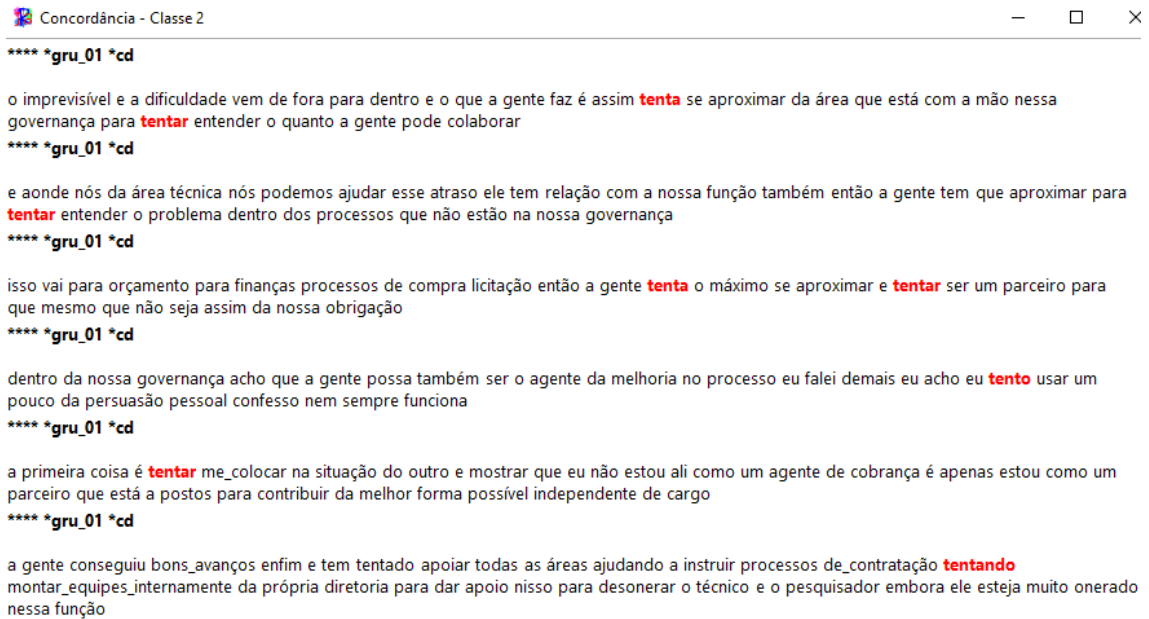 Concordância - Classe 2
**** *gru_01 *cd
o imprevisível e a dificuldade vem de fora para dentro e o que a gente faz é assim tenta se aproximar da área que está com a mão nessa
governança para tentar entender o quanto a gente pode colaborar
**** *gru_01 *cd
e aonde nós da área técnica nós podemos ajudar esse atraso ele tem relação com a nossa função também então a gente tem que aproximar para
tentar entender o problema dentro dos processos que não estão na nossa governança
**** *gru_01 *cd
isso vai para orçamento para finanças processos de compra licitação então a gente tenta o máximo se aproximar e tentar ser um parceiro para
que mesmo que não seja assim da nossa obrigação
**** *gru_01 *cd
dentro da nossa governança acho que a gente possa também ser o agente da melhoria no processo eu falei demais eu acho eu tento usar um
pouco da persuasão pessoal confesso nem sempre funciona
**** *gru_01 *cd
a primeira coisa é tentar me_colocar na situação do outro e mostrar que eu não estou ali como um agente de cobrança é apenas estou como um
parceiro que está a postos para contribuir da melhor forma possível independente de cargo
**** *gru_01 *cd
a gente conseguiu bons_avanços enfim e tem tentado apoiar todas as áreas ajudando a instruir processos de_contratação tentando
montar_equipes_internamente da própria diretoria para dar apoio nisso para desonerar o técnico e o pesquisador embora ele esteja muito onerado
nessa função